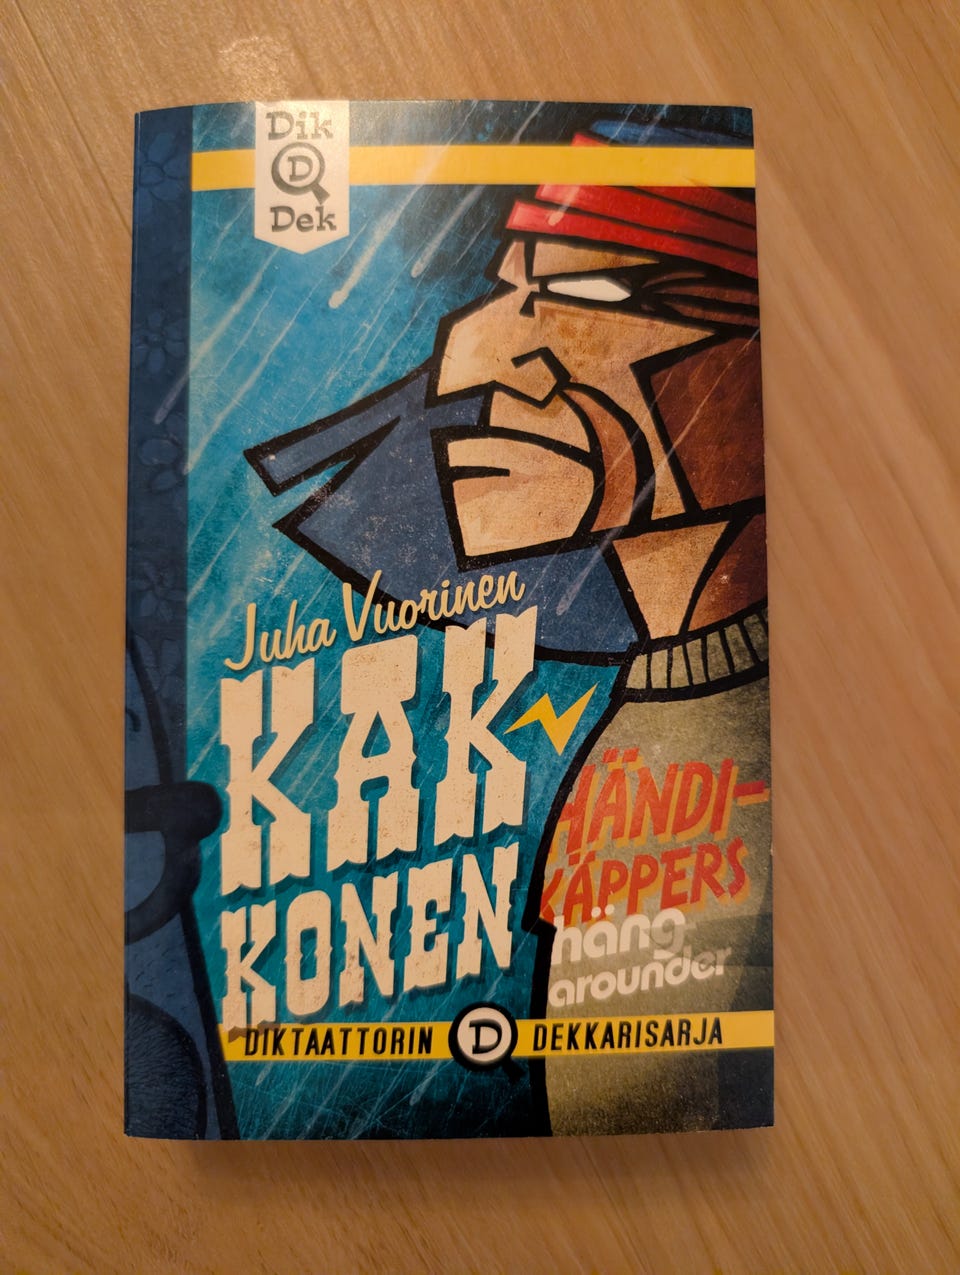 Dik
D
Dek
Juha Vuorinen
KAK-
KONEN
HÄNDI-
KÄPPERS
häng-
arounder
DIKTAATTORIN D DEKKARISARJA